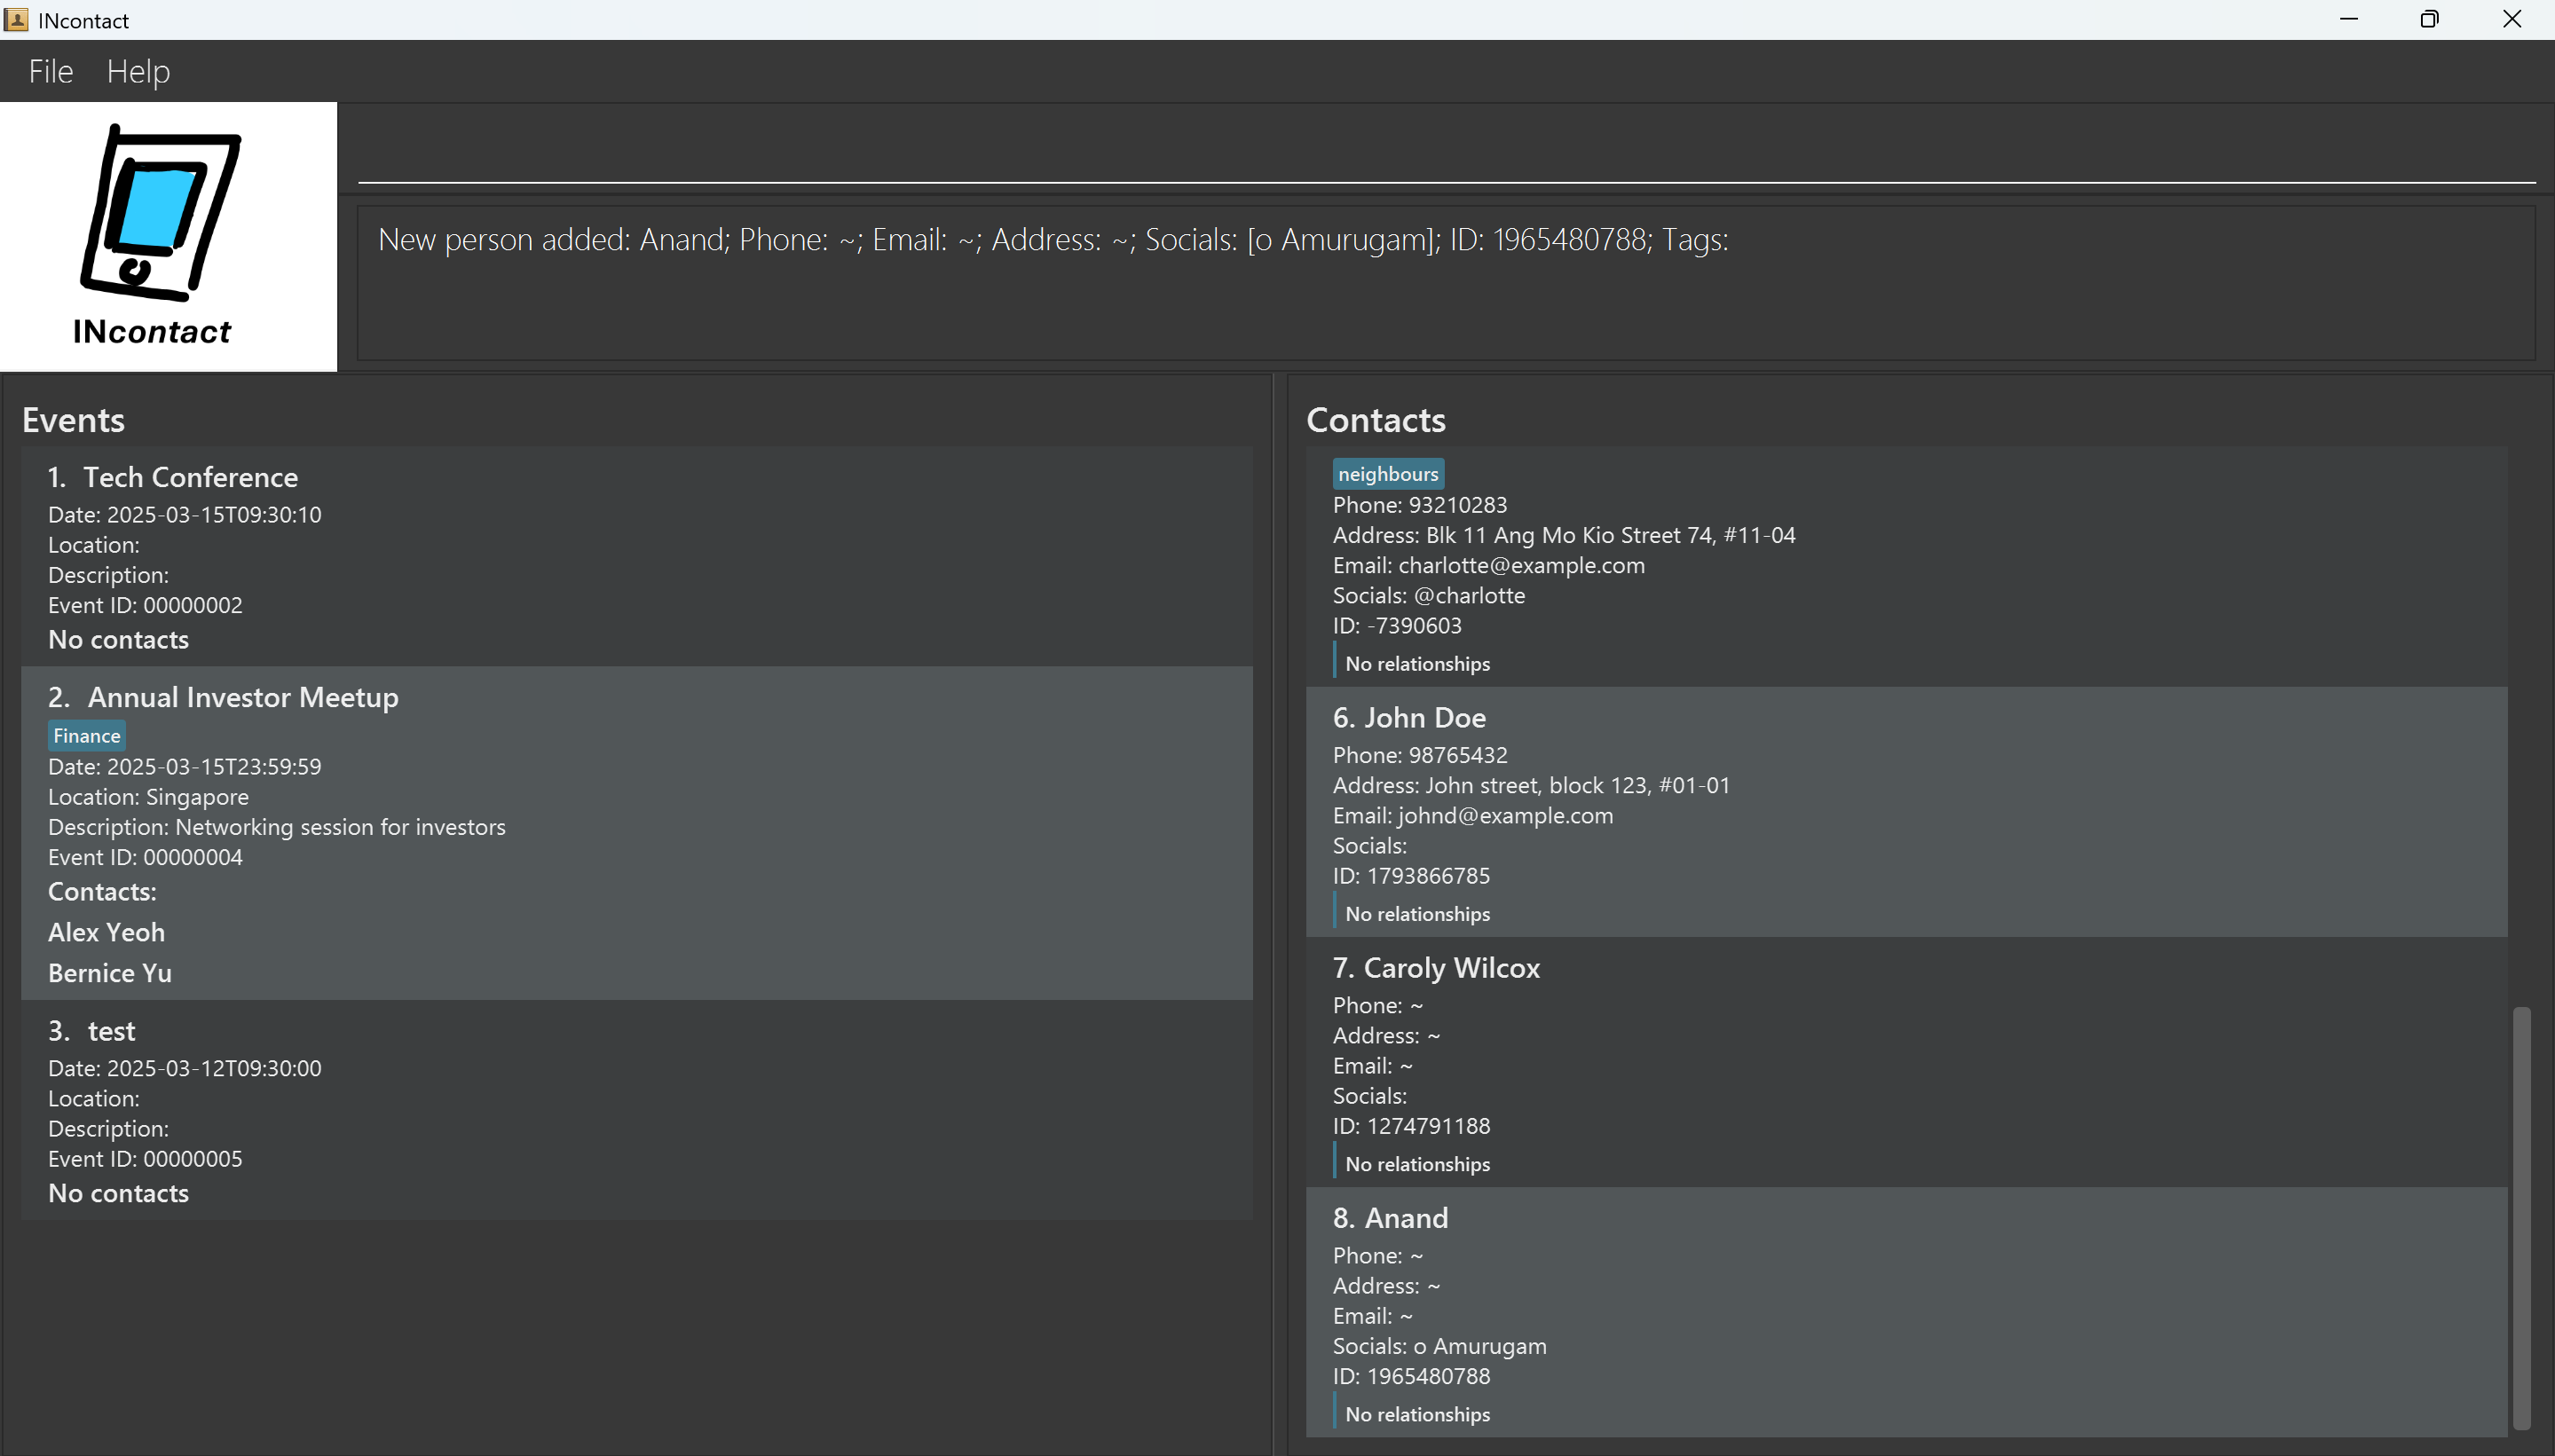 INcontact
File Help
INcontact
New person added: Anand; Phone: ~; Email: ~; Address: ~; Socials: [o Amurugam]; ID: 1965480788; Tags:
Events
1. Tech Conference
Date: 2025-03-15T09:30:10
Location:
Description:
Event ID: 00000002
No contacts
2. Annual Investor Meetup
Finance
Date: 2025-03-15T23:59:59
Location: Singapore
Description: Networking session for investors
Event ID: 00000004
Contacts:
Alex Yeoh
Bernice Yu
3. test
Date: 2025-03-12T09:30:00
Location:
Description:
Event ID: 00000005
No contacts
Contacts
neighbours
Phone: 93210283
Address: Blk 11 Ang Mo Kio Street 74, #11-04
Email: charlotte@example.com
Socials: @charlotte
ID: -7390603
No relationships
6. John Doe
Phone: 98765432
Address: John street, block 123, #01-01
Email: johnd@example.com
Socials:
ID: 1793866785
No relationships
7. Caroly Wilcox
Phone: ~
Address: ~
Email: ~
Socials:
ID: 1274791188
No relationships
8. Anand
Phone: ~
Address: ~
Email: ~
Socials: o Amurugam
ID: 1965480788
No relationships